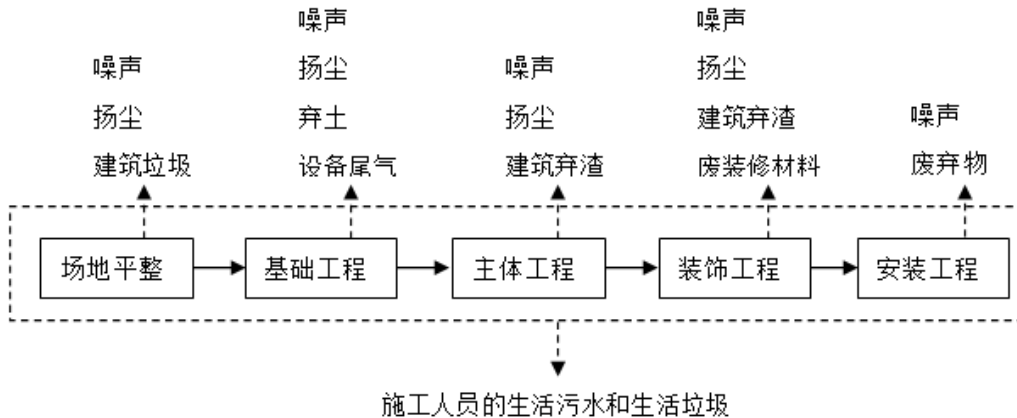 噪声
扬尘
建筑垃圾
噪声
扬尘
弃土
设备尾气
噪声
扬尘
建筑弃渣
噪声
扬尘
建筑弃渣
废装修材料
噪声
废弃物
场地平整
基础工程
主体工程
装饰工程
安装工程
施工人员的生活污水和生活垃圾